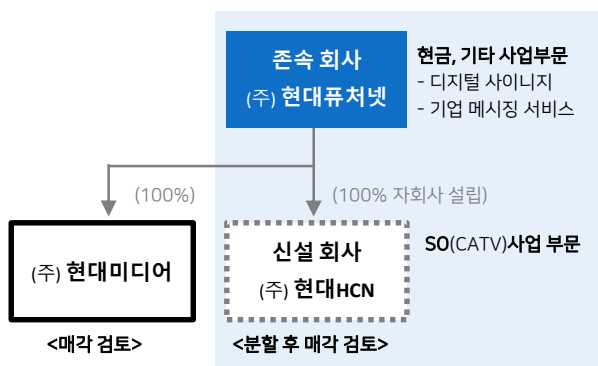 존속 회사
(주) 현대퓨처넷
현금, 기타 사업부문
- 디지털 사이니지
- 기업 메시징 서비스
(100%)
(100% 자회사 설립)
(주) 현대미디어
신설 회사
(주) 현대HCN
SO(CATV)사업 부문
<매각 검토>
<분할 후 매각 검토>